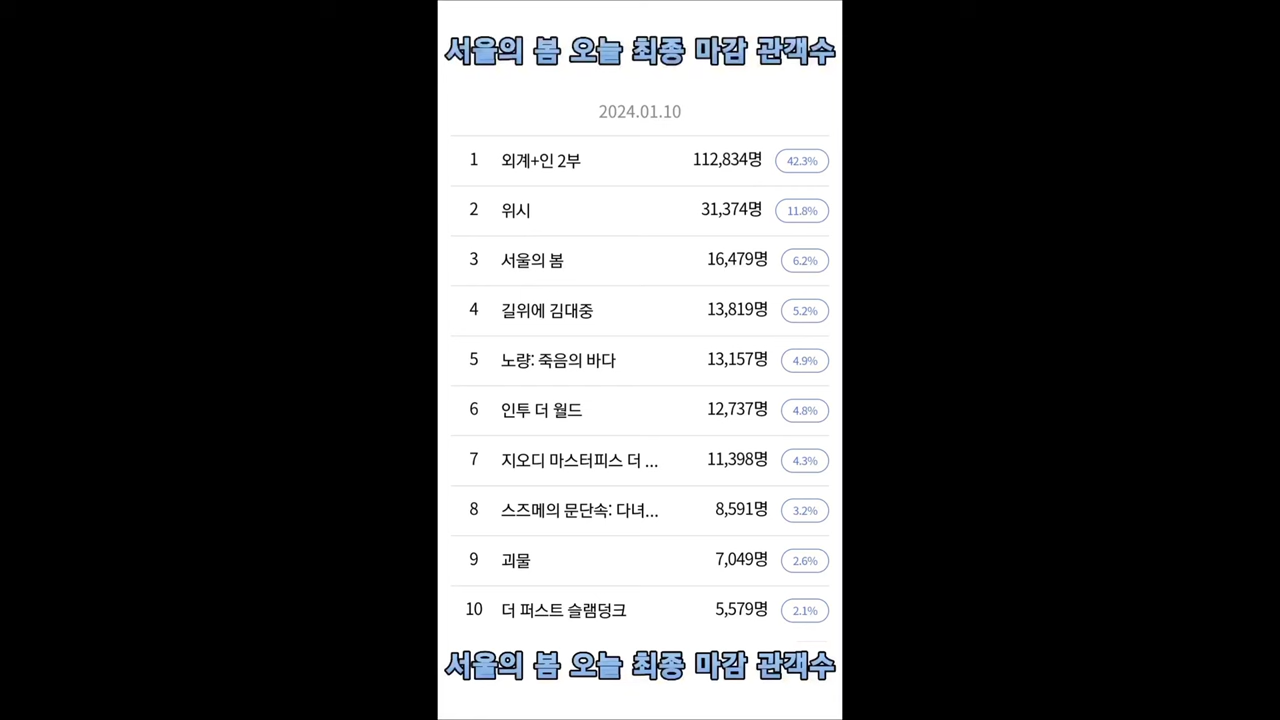 서울의 봄 오늘 최종 마감 관객수
2024.01.10
1 외계+인 2부 112,834명 42.3%
2 위시 31,374명 11.8%
3 서울의 봄 16,479명 6.2%
4 길위에 김대중 13,819명 5.2%
5 노량: 죽음의 바다 13,157명 4.9%
6 인투 더 월드 12,737명 4.8%
7 지오디 마스터피스 더 ... 11,398명 4.3%
8 스즈메의 문단속: 다녀... 8,591명 3.2%
9 괴물 7,049명 2.6%
10 더 퍼스트 슬램덩크 5,579명 2.1%
서울의 봄 오늘 최종 마감 관객수